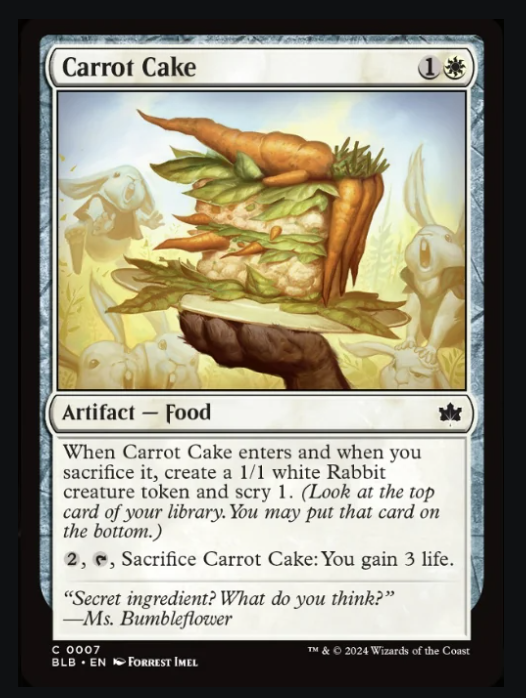 Carrot Cake 1
Artifact — Food
When Carrot Cake enters and when you
sacrifice it, create a 1/1 white Rabbit
creature token and scry 1. (Look at the top
card of your library. You may put that card on
the bottom.)
2, , Sacrifice Carrot Cake: You gain 3 life.
“Secret ingredient? What do you think?”
—Ms. Bumbleflower
C 0007
BLB • EN Forrest Imel
™ & © 2024 Wizards of the Coast